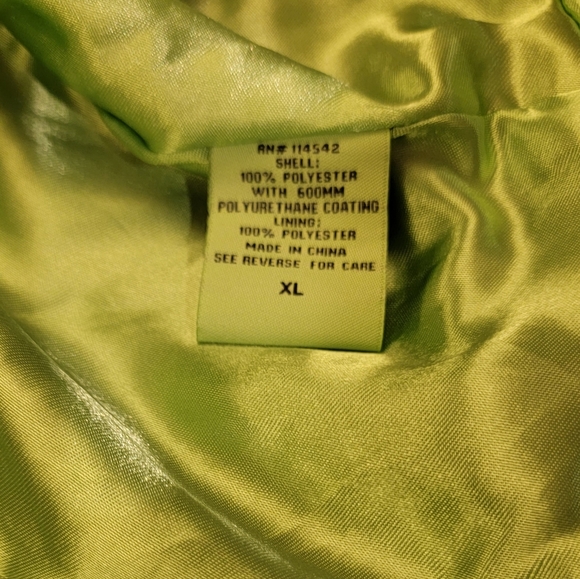 RN# 114542
SHELL:
100% POLYESTER
WITH 600MM
POLYURETHANE COATING
LINING:
100% POLYESTER
MADE IN CHINA
SEE REVERSE FOR CARE
XL